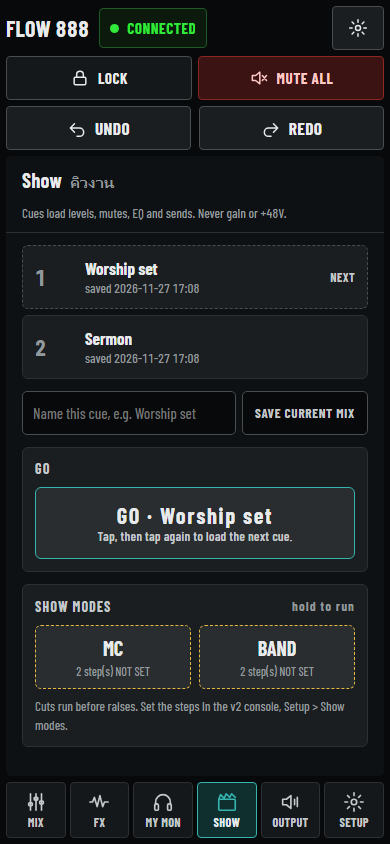 FLOW 888
CONNECTED
LOCK
MUTE ALL
UNDO
REDO
Show คิวงาน
Cues load levels, mutes, EQ and sends. Never gain or +48V.
1
Worship set
saved 2026-11-27 17:08
NEXT
2
Sermon
saved 2026-11-27 17:08
Name this cue, e.g. Worship set
SAVE CURRENT MIX
GO
GO · Worship set
Tap, then tap again to load the next cue.
SHOW MODES
hold to run
MC
2 step(s) NOT SET
BAND
2 step(s) NOT SET
Cuts run before raises. Set the steps in the v2 console, Setup > Show
modes.
MIX
FX
MY MON
SHOW
OUTPUT
SETUP